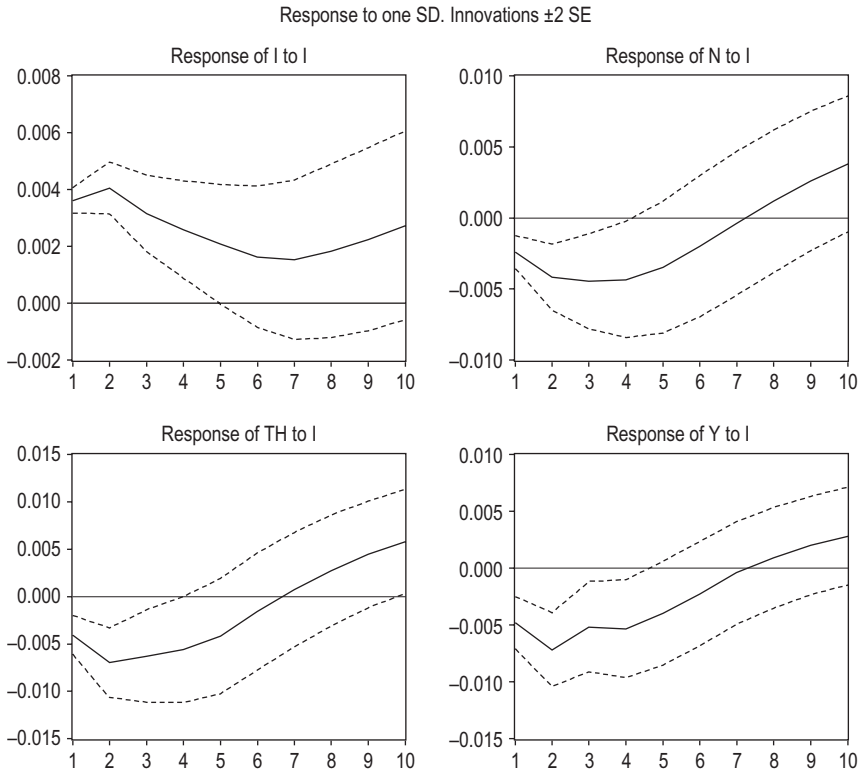 Response to one SD. Innovations ±2 SE
Response of I to I
0.008
0.006
0.004
0.002
0.000
–0.002
1 2 3 4 5 6 7 8 9 10
Response of N to I
0.010
0.005
0.000
–0.005
–0.010
1 2 3 4 5 6 7 8 9 10
Response of TH to I
0.015
0.010
0.005
0.000
–0.005
–0.010
–0.015
1 2 3 4 5 6 7 8 9 10
Response of Y to I
0.010
0.005
0.000
–0.005
–0.010
–0.015
1 2 3 4 5 6 7 8 9 10